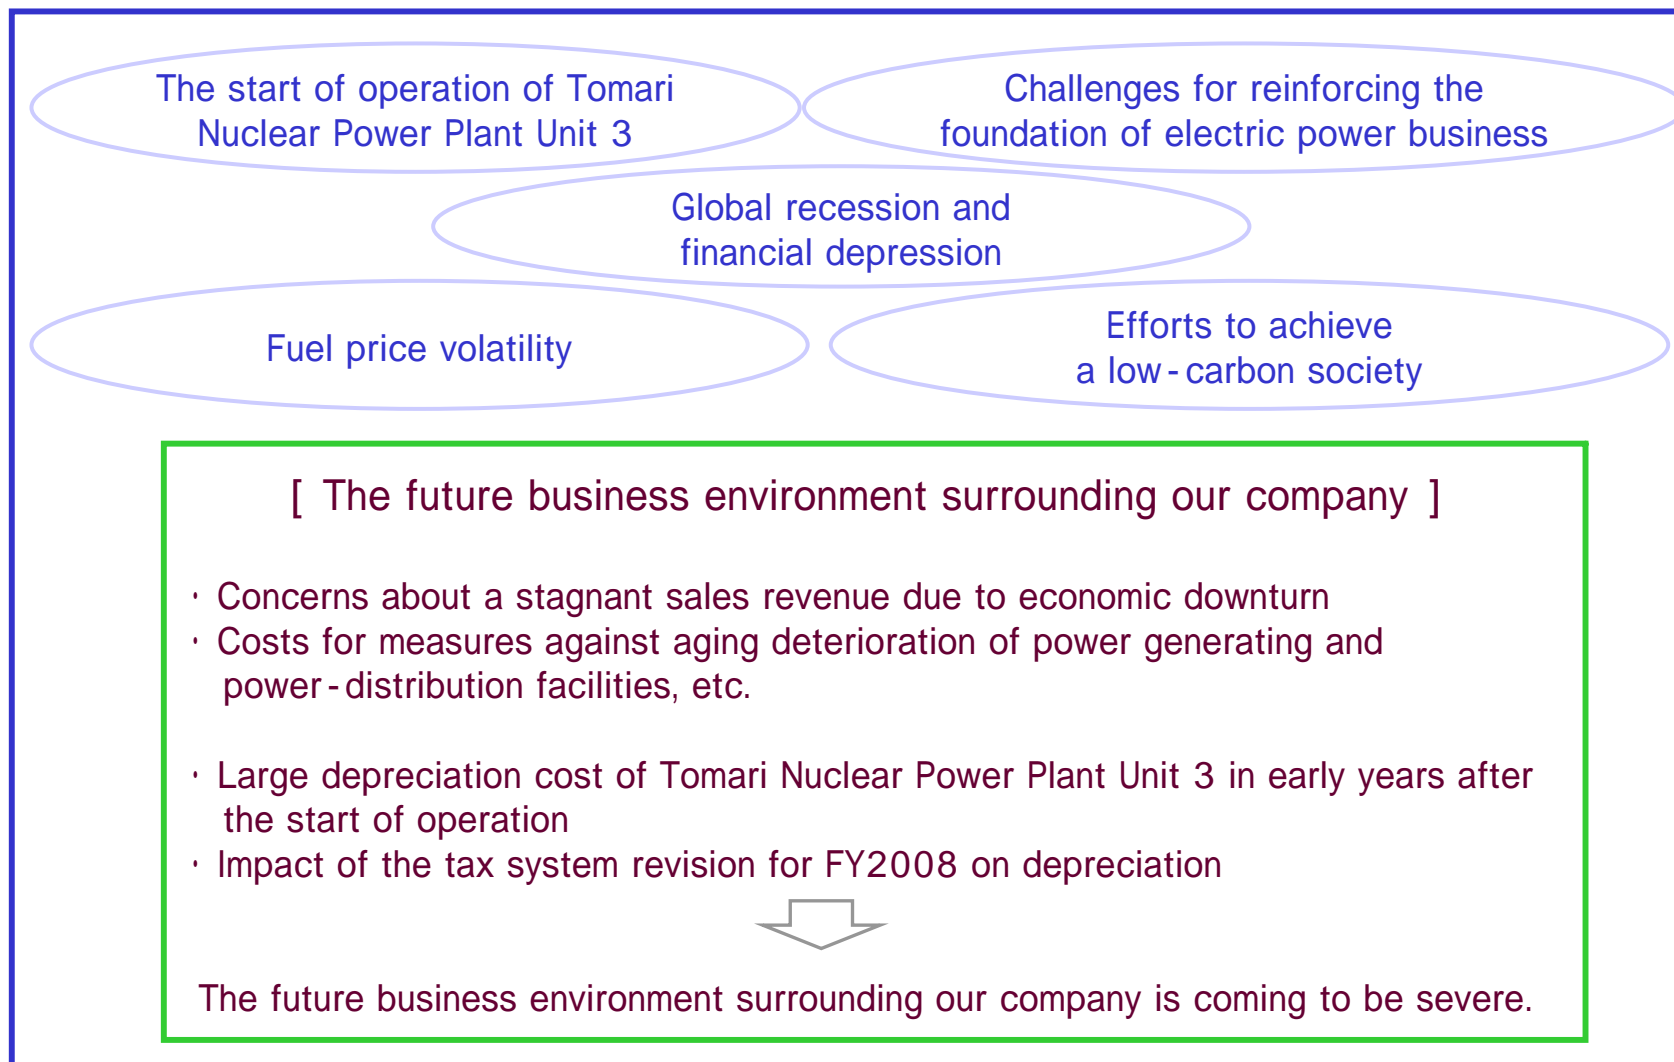 The start of operation of Tomari
Nuclear Power Plant Unit 3
Challenges for reinforcing the
foundation of electric power business
Global recession and
financial depression
Fuel price volatility
Efforts to achieve
a low-carbon society
[ The future business environment surrounding our company ]
· Concerns about a stagnant sales revenue due to economic downturn
· Costs for measures against aging deterioration of power generating and
power-distribution facilities, etc.
· Large depreciation cost of Tomari Nuclear Power Plant Unit 3 in early years after
the start of operation
· Impact of the tax system revision for FY2008 on depreciation
The future business environment surrounding our company is coming to be severe.